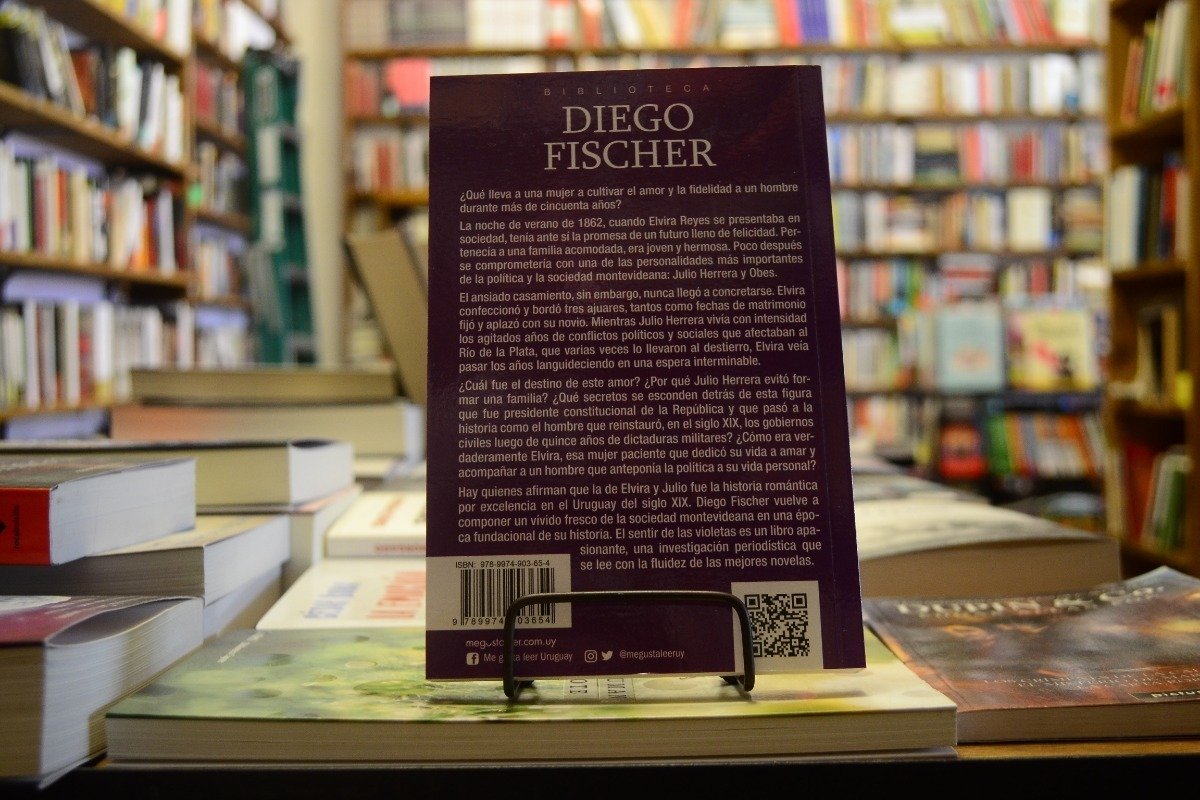 BIBLIOTECA
DIEGO
FISCHER
¿Qué lleva a una mujer a cultivar el amor y la fidelidad a un hombre
durante más de cincuenta años?
La noche de verano de 1862, cuando Elvira Reyes se presentaba en
sociedad, tenía ante sí la promesa de un futuro lleno de felicidad. Per-
tenecía a una familia acomodada, era joven y hermosa. Poco después
se comprometería con una de las personalidades más importantes
de la política y la sociedad montevideana: Julio Herrera y Obes.
El ansiado casamiento, sin embargo, nunca llegó a concretarse. Elvira
confeccionó y bordó tres ajuares, tantos como fechas de matrimonio
fijó y aplazó con su novio. Mientras Julio Herrera vivía con intensidad
los agitados años de conflictos políticos y sociales que afectaban al
Río de la Plata, que varias veces lo llevaron al destierro, Elvira veía
pasar los años languideciendo en una espera interminable.
¿Cuál fue el destino de este amor? ¿Por qué Julio Herrera evitó for-
mar una familia? ¿Qué secretos se esconden detrás de esta figura
que fue presidente constitucional de la República y que pasó a la
historia como el hombre que reinstauró, en el siglo XIX, los gobiernos
civiles luego de quince años de dictaduras militares? ¿Cómo era ver-
daderamente Elvira, esa mujer paciente que dedicó su vida a amar y
acompañar a un hombre que anteponía la política a su vida personal?
Hay quienes afirman que la de Elvira y Julio fue la historia romántica
por excelencia en el Uruguay del siglo XIX. Diego Fischer vuelve a
componer un vivido fresco de la sociedad montevideana en una épo-
ca fundacional de su historia. El sentir de las violetas es un libro apa-
sionante, una investigación periodística que
se lee con la fluidez de las mejores novelas.
ISBN: 978-9974-903-65-4
@megustaleeruy